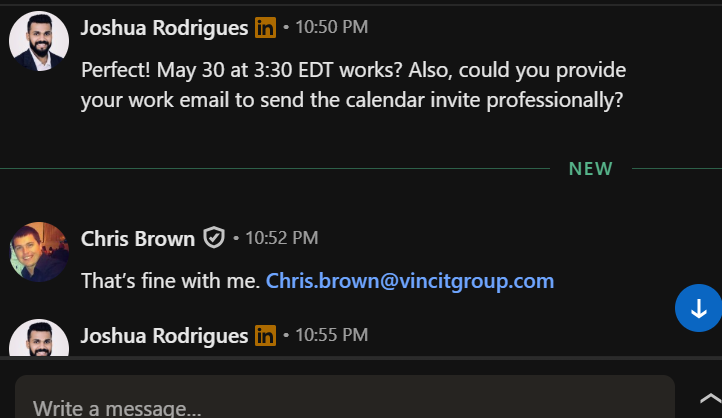 Joshua Rodrigues in • 10:50 PM
Perfect! May 30 at 3:30 EDT works? Also, could you provide
your work email to send the calendar invite professionally?
NEW
Chris Brown • 10:52 PM
That’s fine with me. Chris.brown@vincitgroup.com
Joshua Rodrigues in • 10:55 PM
Write a message...